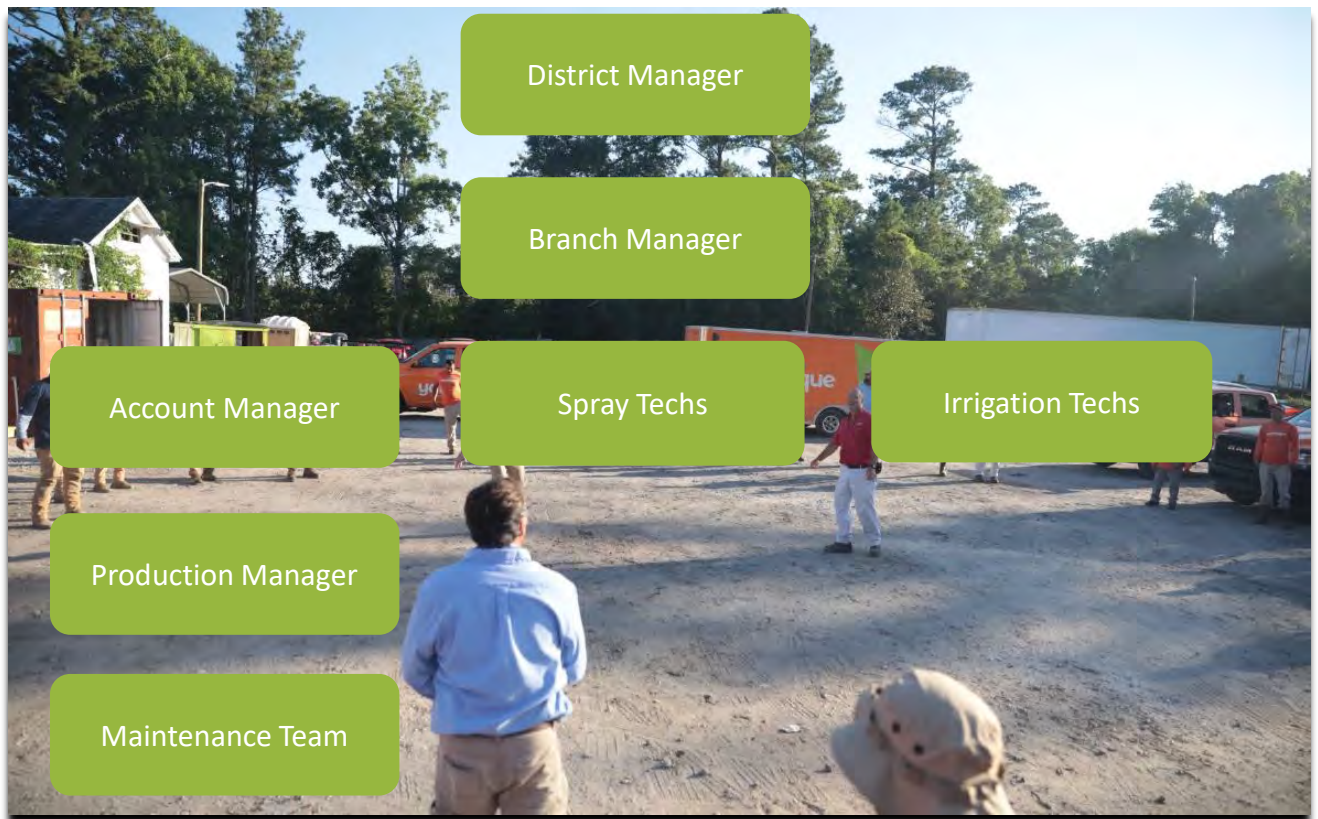 District Manager
Branch Manager
Account Manager
Spray Techs
Irrigation Techs
Production Manager
Maintenance Team